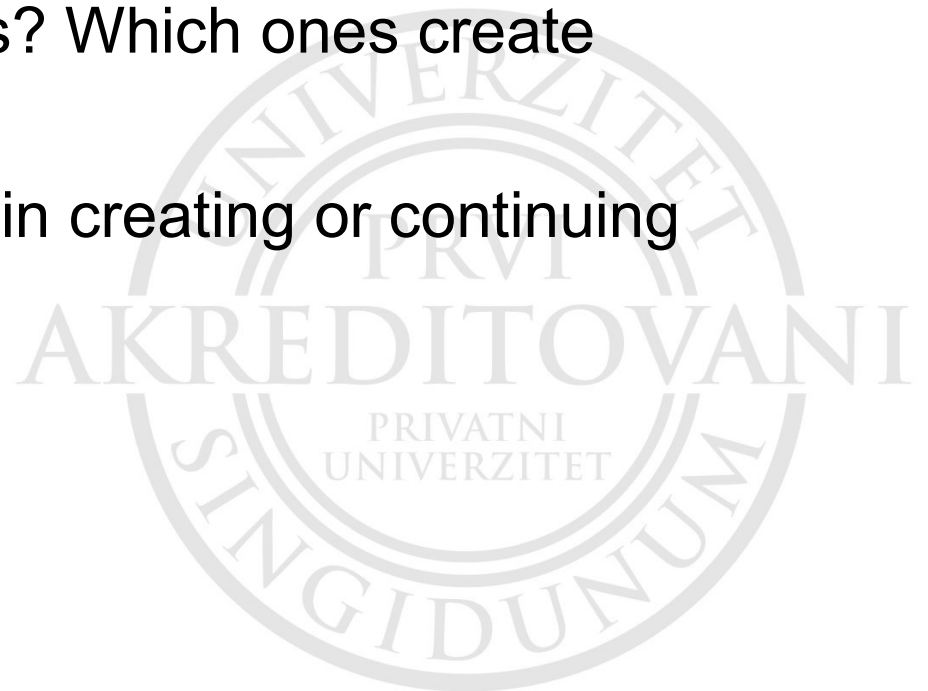 s? Which ones create
in creating or continuing
UNIVERZITET
PRVI
AKREDITOVANI
PRIVATNI
UNIVERZITET
SINGIDUNUM